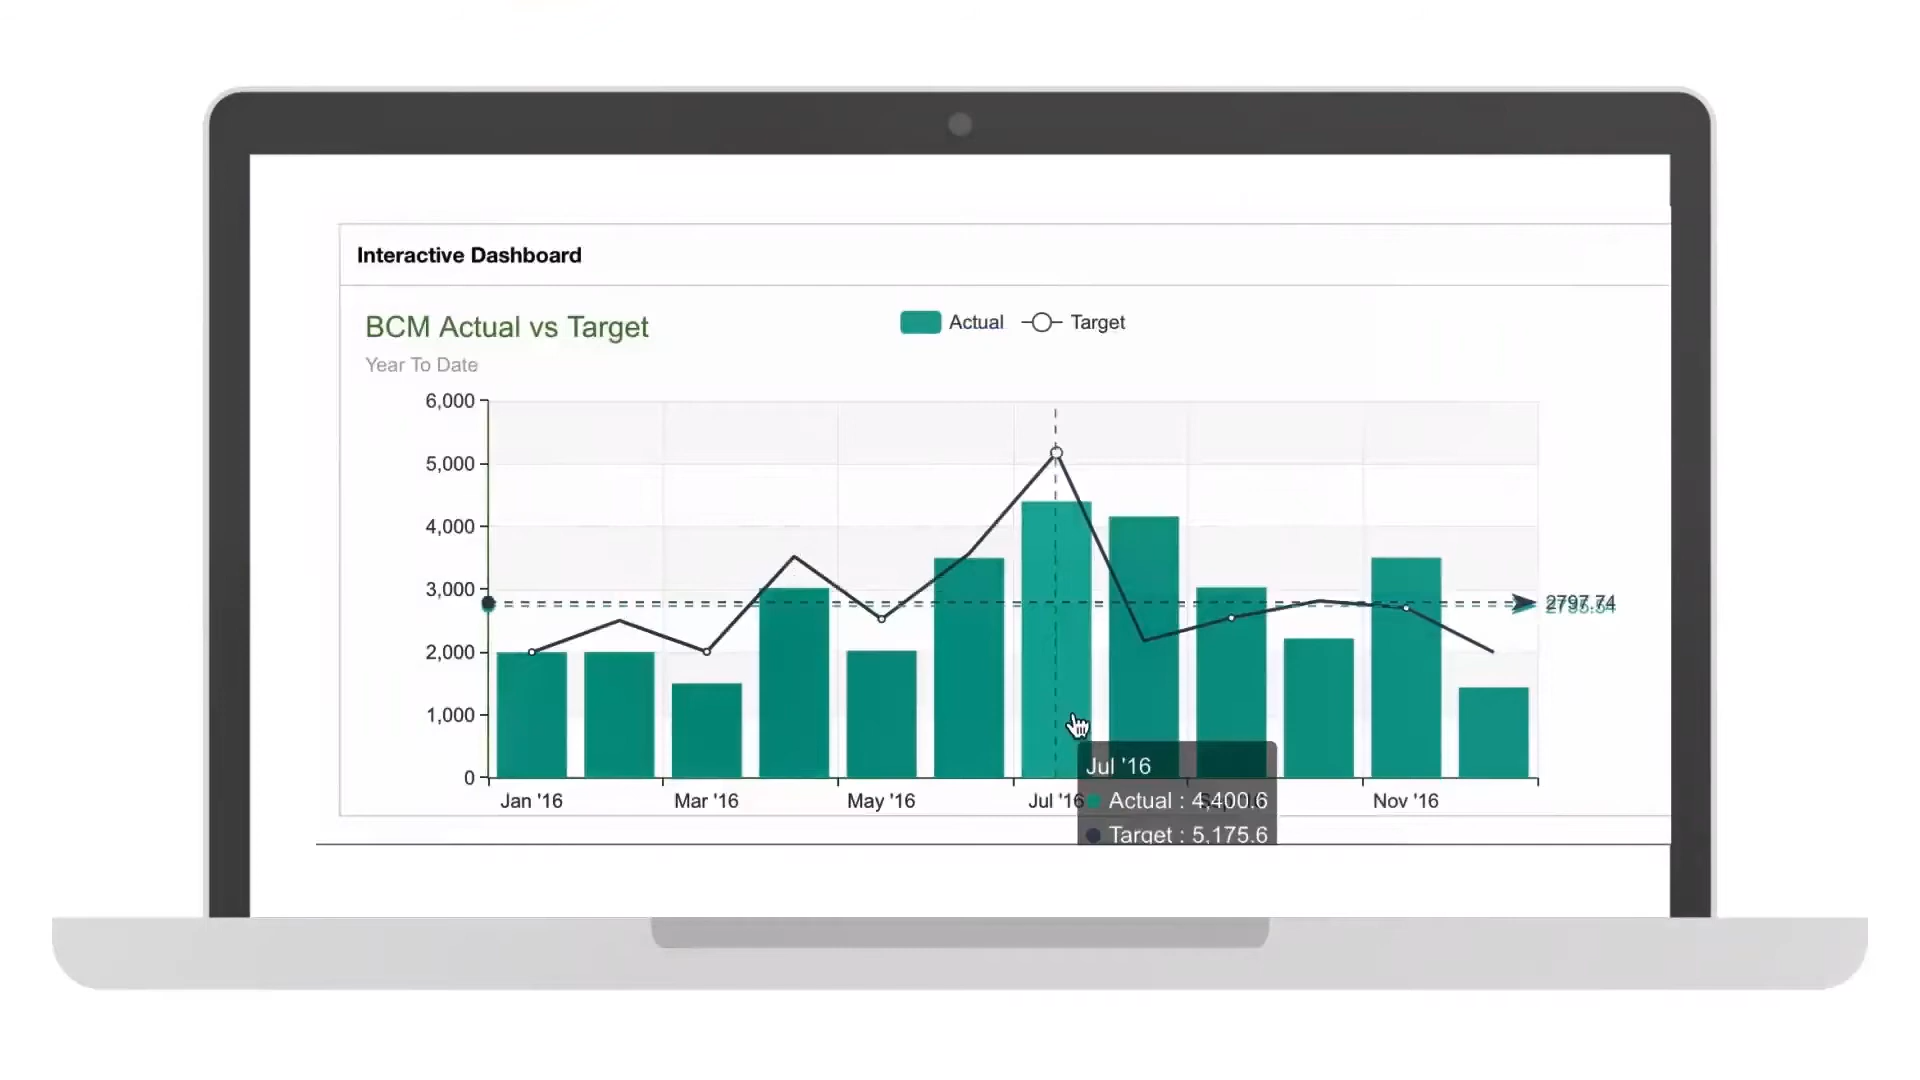 Interactive Dashboard
BCM Actual vs Target
Year To Date
Actual
Target
6,000
5,000
4,000
3,000
2,000
1,000
0
2797.74
Jan '16
Mar '16
May '16
Jul '16
Nov '16
Jul '16
Actual : 4,400.6
Target : 5,175.6